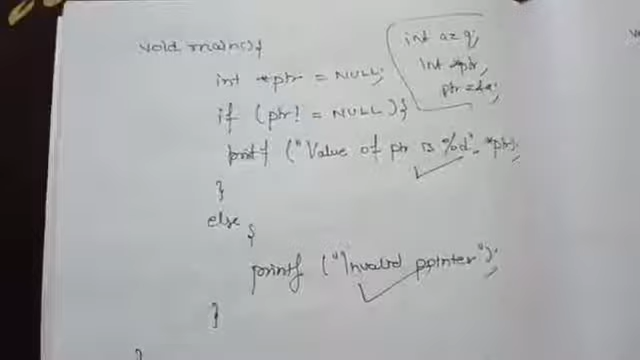 void main(){
int *ptr = NULL;
if (ptr! = NULL){
printf ("Value of ptr is %d", *ptr);
}
else
{
printf ("Invalid pointer");
}
}
int a = 9;
int *ptr;
ptr = &a;